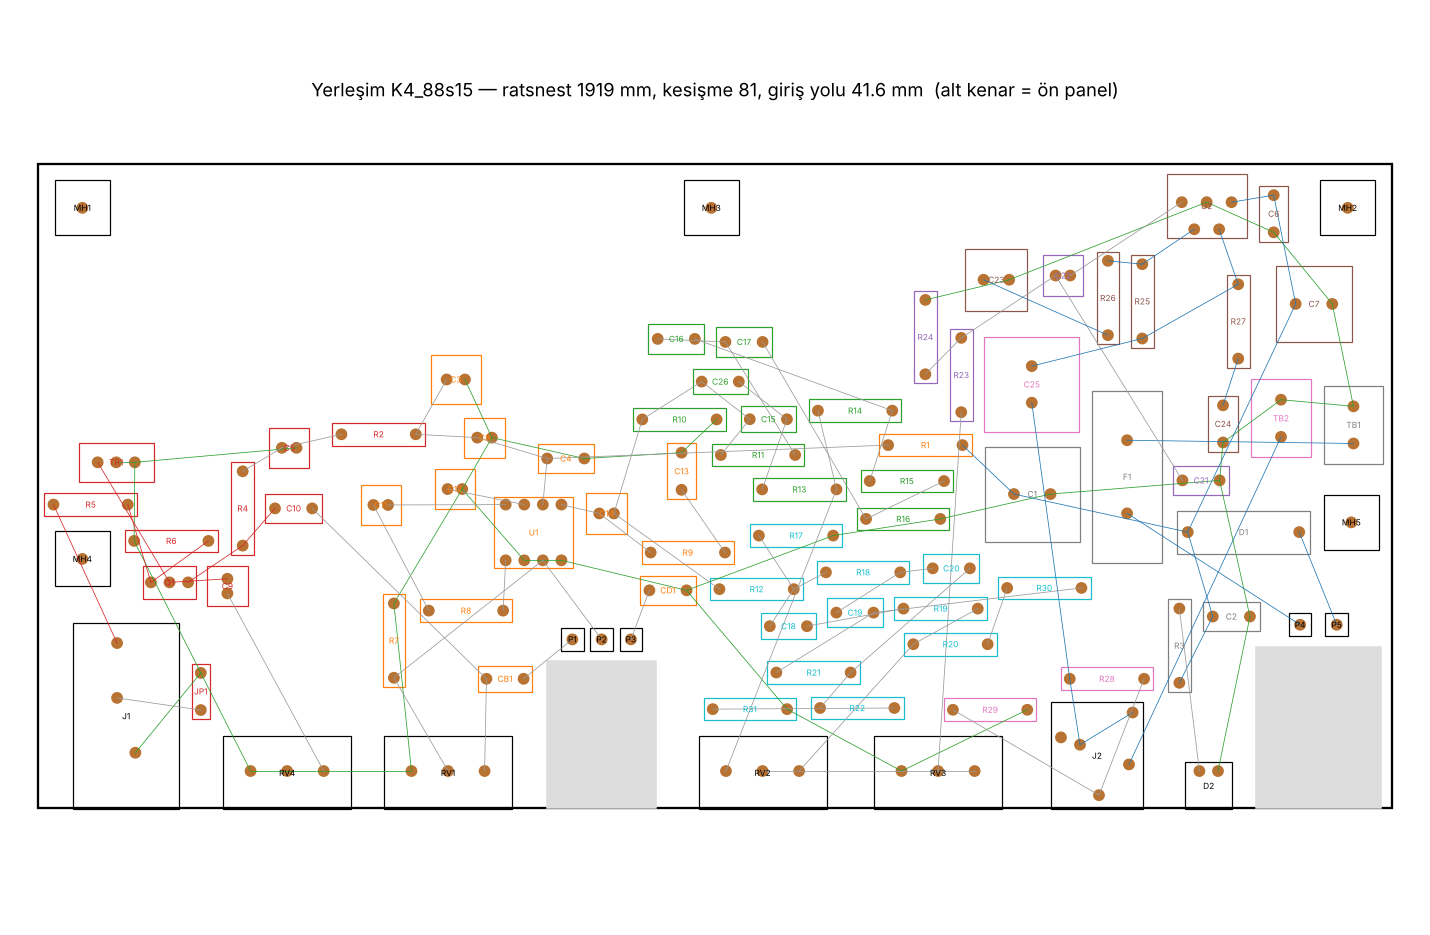 Yerleşim K4_88s15 — ratsnest 1919 mm, kesişme 81, giriş yolu 41.6 mm  (alt kenar = ön panel)
MH1
MH3
C6
MH2
C23
R26
R25
C7
R24
R27
C16
C17
R23
C25
C26
R14
R10
C15
C24
TB2
TB1
R2
R1
R11
C4
C13
F1
R15
C21
R13
R5
R4
C10
C1
R16
MH5
U1
D1
R6
R17
R9
MH4
R18
C20
R12
CD1
R30
R8
C19
R19
C2
C18
P1
P2
P3
P4
P5
R7
R20
R3
R21
CB1
R28
JP1
R31
R22
R29
J1
J2
RV4
RV1
RV2
RV3
D2